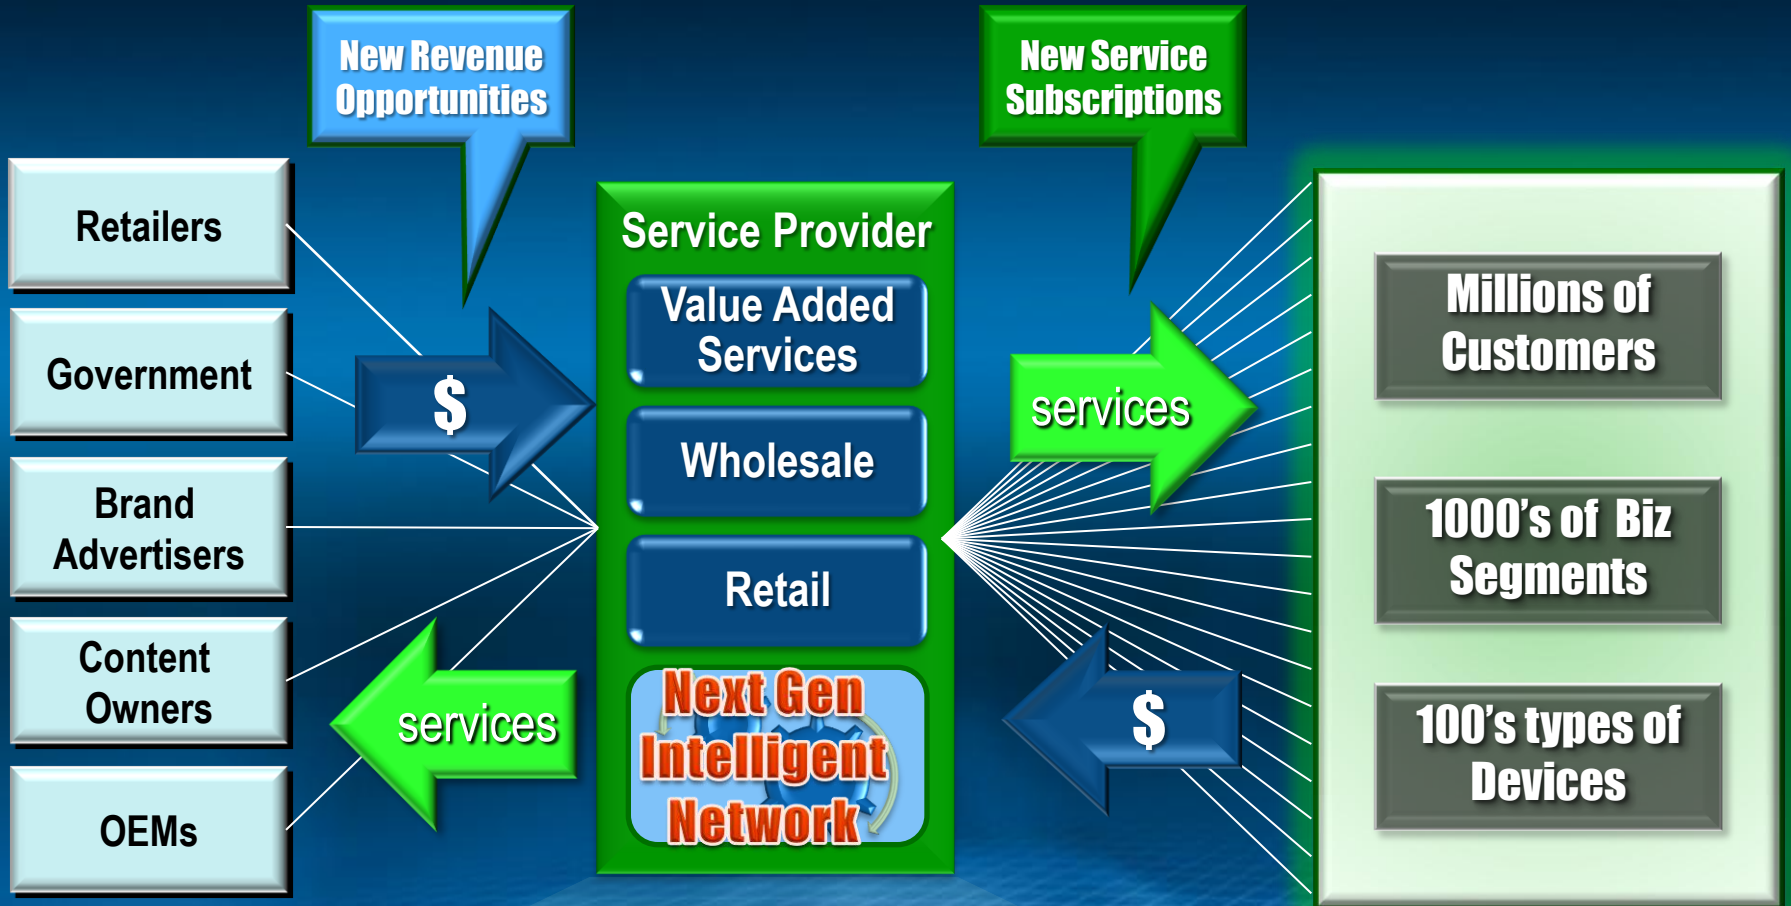 New Revenue
Opportunities
New Service
Subscriptions
Retailers
Government
Brand
Advertisers
Content
Owners
OEMs
$
services
Service Provider
Value Added
Services
Wholesale
Retail
Next Gen
Intelligent
Network
services
$
Millions of
Customers
1000’s of  Biz
Segments
100’s types of
Devices